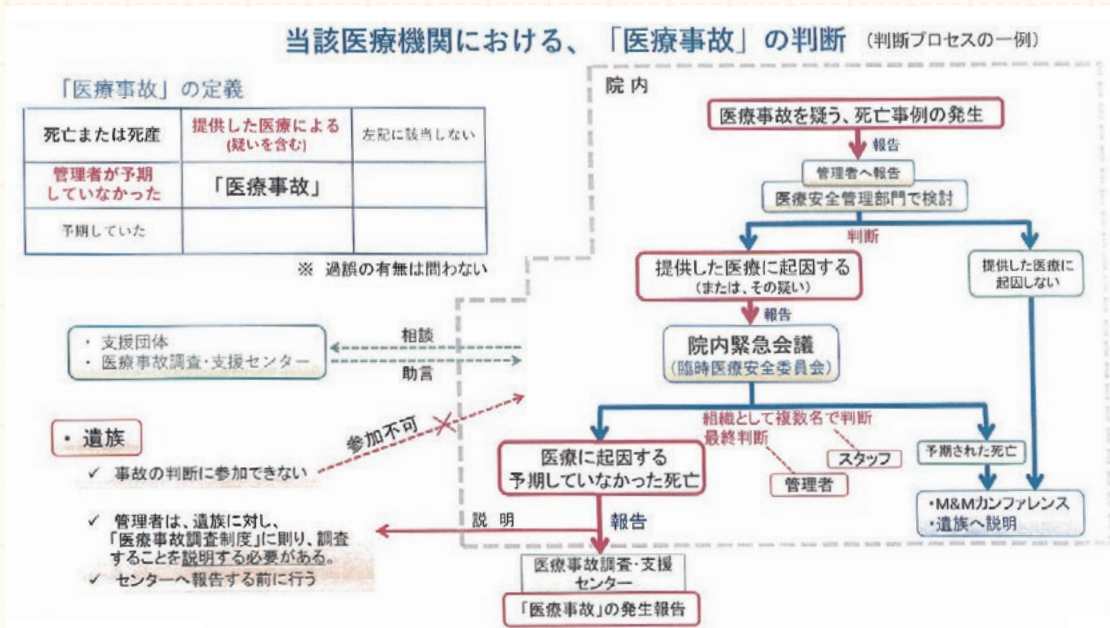 当該医療機関における、「医療事故」の判断 (判断プロセスの一例)
「医療事故」の定義
死亡または死産
提供した医療による
(疑いを含む)
左記に該当しない
管理者が予期
していなかった
「医療事故」
予期していた
※ 過誤の有無は問わない
院内
医療事故を疑う、死亡事例の発生
報告
管理者へ報告
医療安全管理部門で検討
判断
提供した医療に起因する
(または、その疑い)
提供した医療に
起因しない
報告
院内緊急会議
(臨時医療安全委員会)
・支援団体
・医療事故調査・支援センター
相談
助言
組織として複数名で判断
最終判断
スタッフ
管理者
医療に起因する
予期していなかった死亡
予期された死亡
・M&Mカンファレンス
・遺族へ説明
・遺族
参加不可
✓ 事故の判断に参加できない
✓ 管理者は、遺族に対し、
「医療事故調査制度」に則り、調査
することを説明する必要がある。
✓ センターへ報告する前に行う
説明
報告
医療事故調査・支援
センター
「医療事故」の発生報告